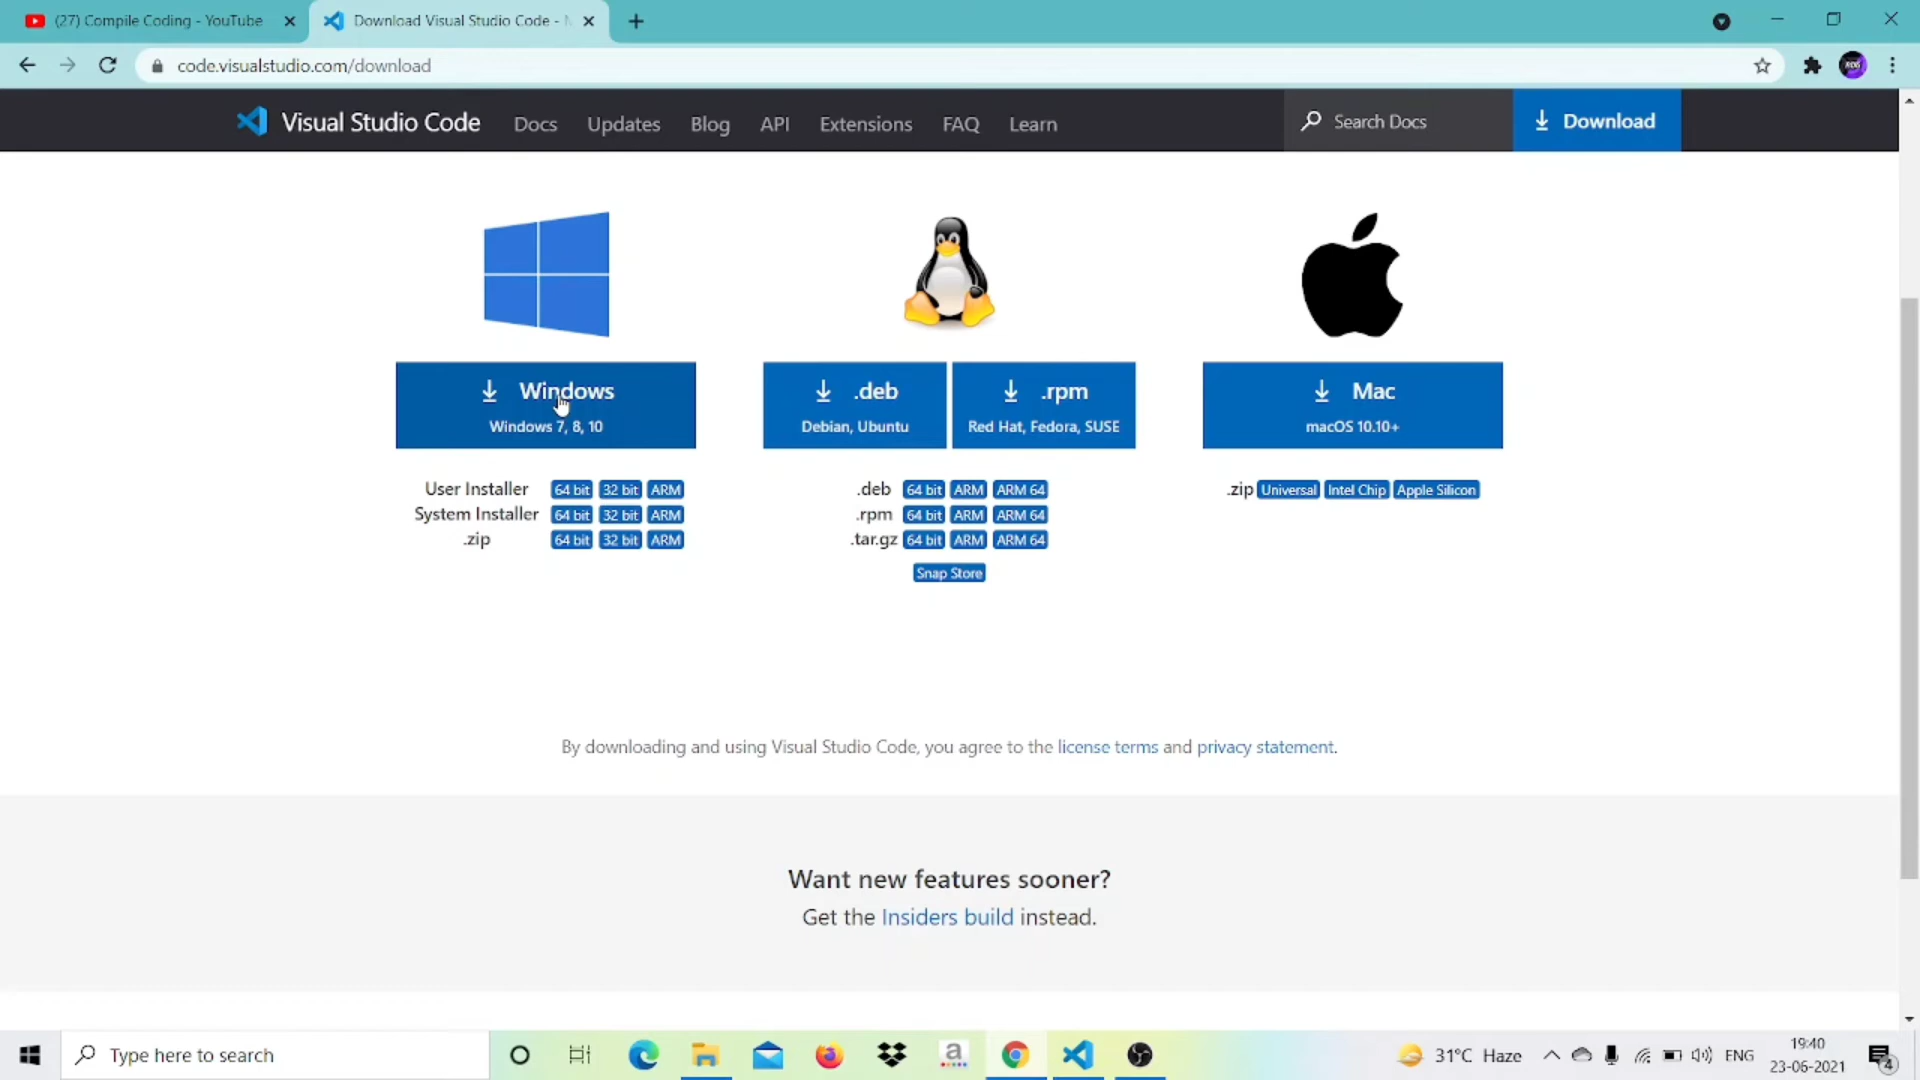 (27) Compile Coding - YouTube
Download Visual Studio Code -
code.visualstudio.com/download
Visual Studio Code Docs Updates Blog API Extensions FAQ Learn Search Docs Download
Windows
Windows 7, 8, 10
.deb
Debian, Ubuntu
.rpm
Red Hat, Fedora, SUSE
Mac
macOS 10.10+
User Installer 64 bit 32 bit ARM
System Installer 64 bit 32 bit ARM
.zip 64 bit 32 bit ARM
.deb 64 bit ARM ARM 64
.rpm 64 bit ARM ARM 64
.tar.gz 64 bit ARM ARM 64
Snap Store
.zip Universal Intel Chip Apple Silicon
By downloading and using Visual Studio Code, you agree to the license terms and privacy statement.
Want new features sooner?
Get the Insiders build instead.
Type here to search
31°C Haze
ENG
19:40
23-06-2021
4